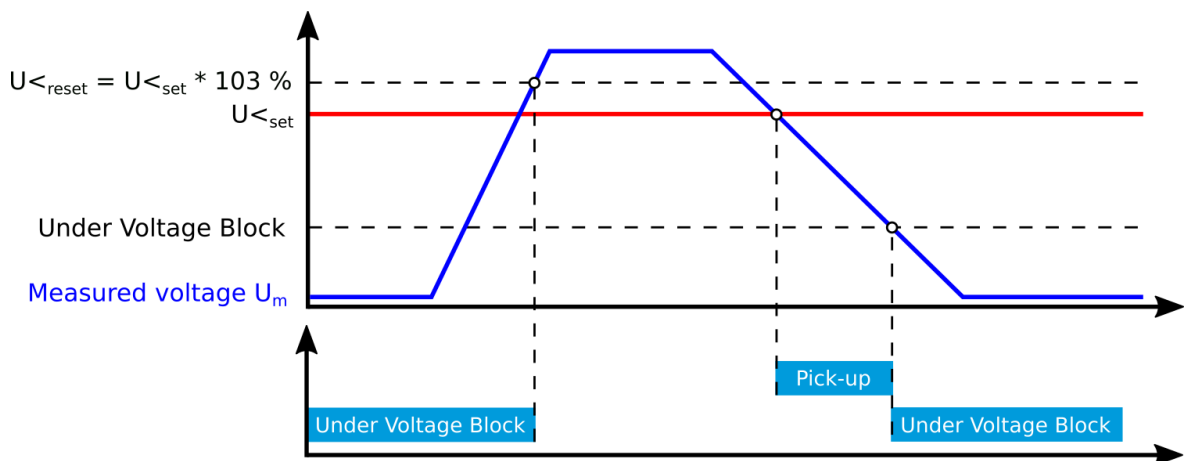 U<reset = U<set * 103 %
U<set
Under Voltage Block
Measured voltage Um
Pick-up
Under Voltage Block
Under Voltage Block